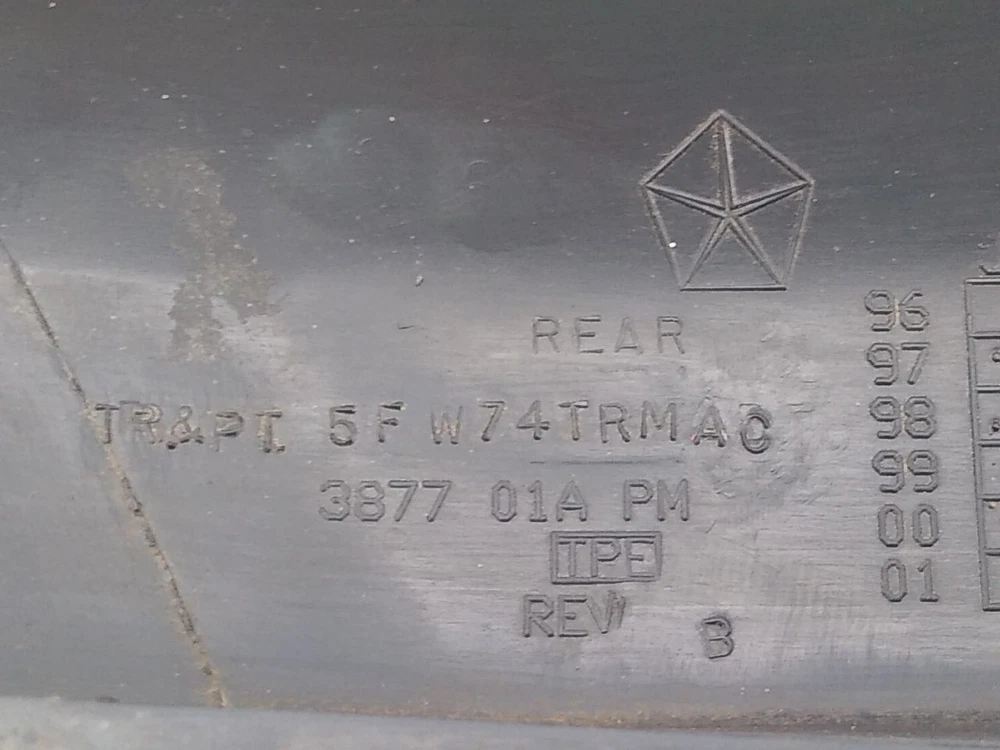 REAR
TR&PT 5F W74TRMAC
3877 01A PM
TPE
REV B
96
97
98
99
00
01